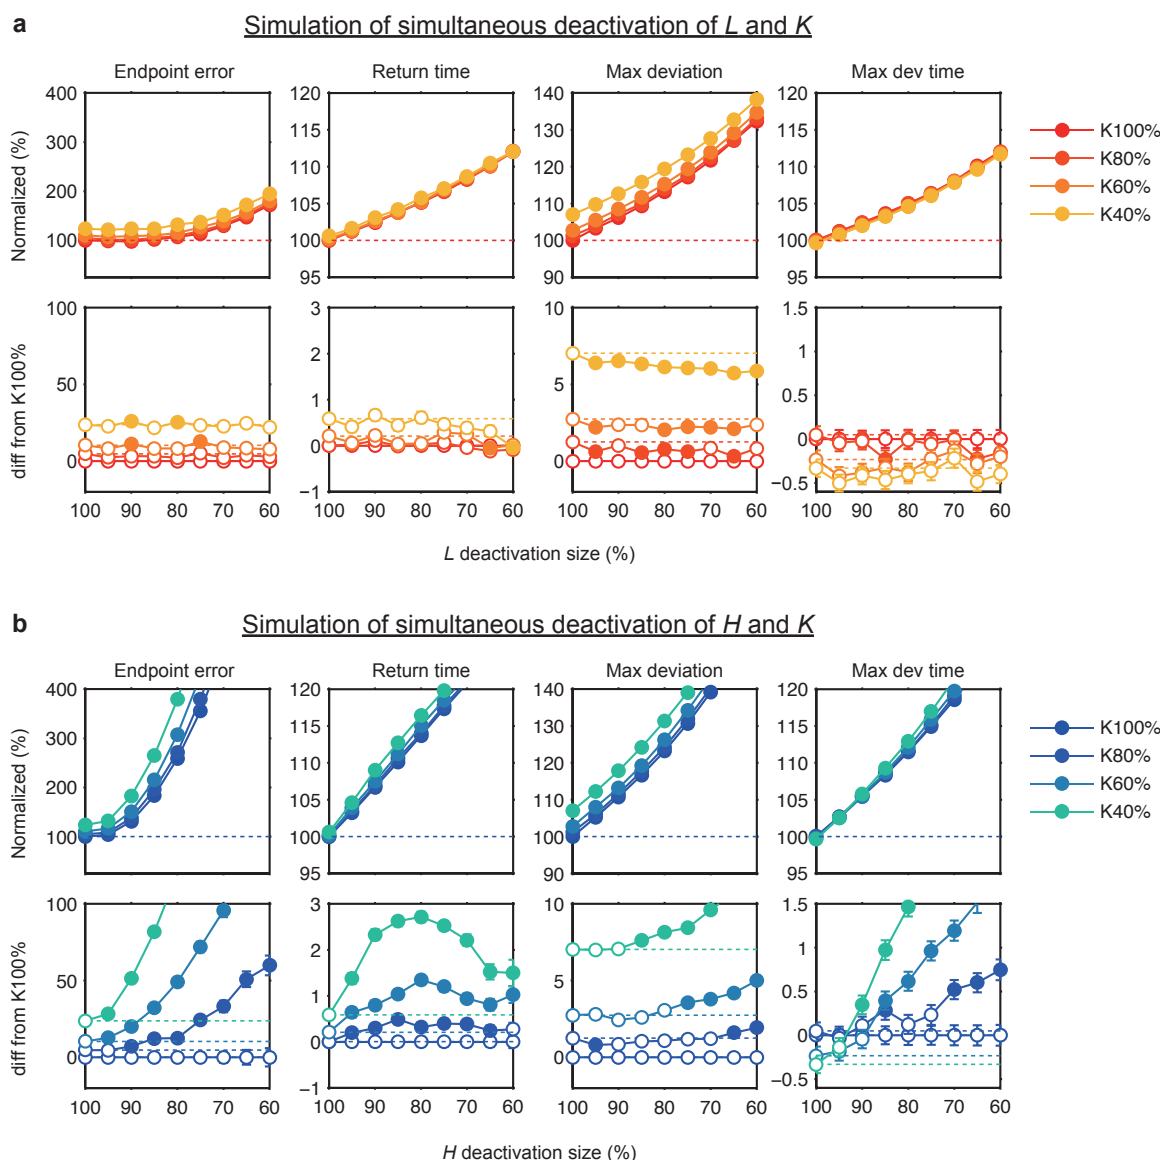 a
Simulation of simultaneous deactivation of L and K
Endpoint error
Return time
Max deviation
Max dev time
Normalized (%)
400
300
200
100
120
115
110
105
100
95
140
130
120
110
100
90
120
115
110
105
100
95
K100%
K80%
K60%
K40%
diff from K100%
100
50
0
3
2
1
0
−1
10
5
0
1.5
1
0.5
0
−0.5
100 90 80 70 60
100 90 80 70 60
100 90 80 70 60
100 90 80 70 60
L deactivation size (%)
b
Simulation of simultaneous deactivation of H and K
Endpoint error
Return time
Max deviation
Max dev time
Normalized (%)
400
300
200
100
120
115
110
105
100
95
140
130
120
110
100
90
120
115
110
105
100
95
K100%
K80%
K60%
K40%
diff from K100%
100
50
0
3
2
1
0
−1
10
5
0
1.5
1
0.5
0
−0.5
100 90 80 70 60
100 90 80 70 60
100 90 80 70 60
100 90 80 70 60
H deactivation size (%)